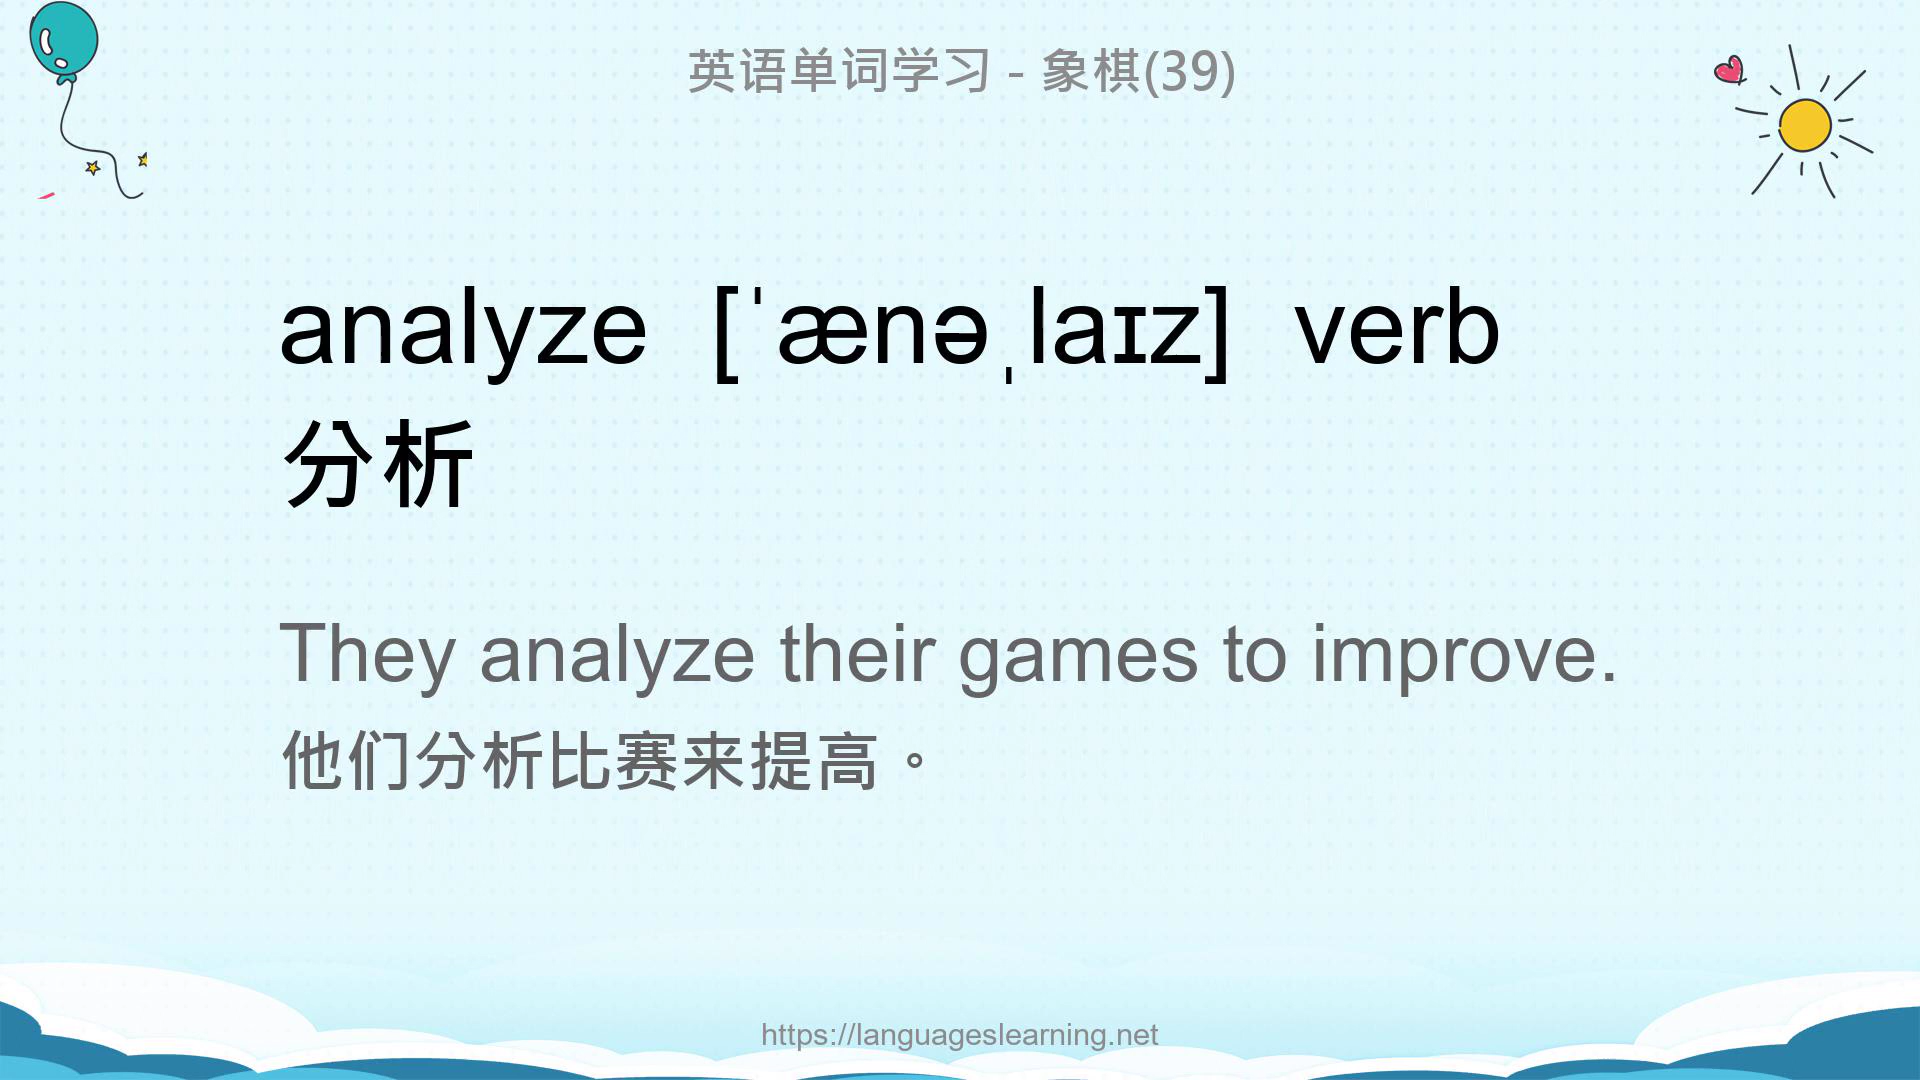 英语单词学习 - 象棋(39)
analyze [ˈænəˌlaɪz] verb
分析
They analyze their games to improve.
他们分析比赛来提高。
https://languageslearning.net